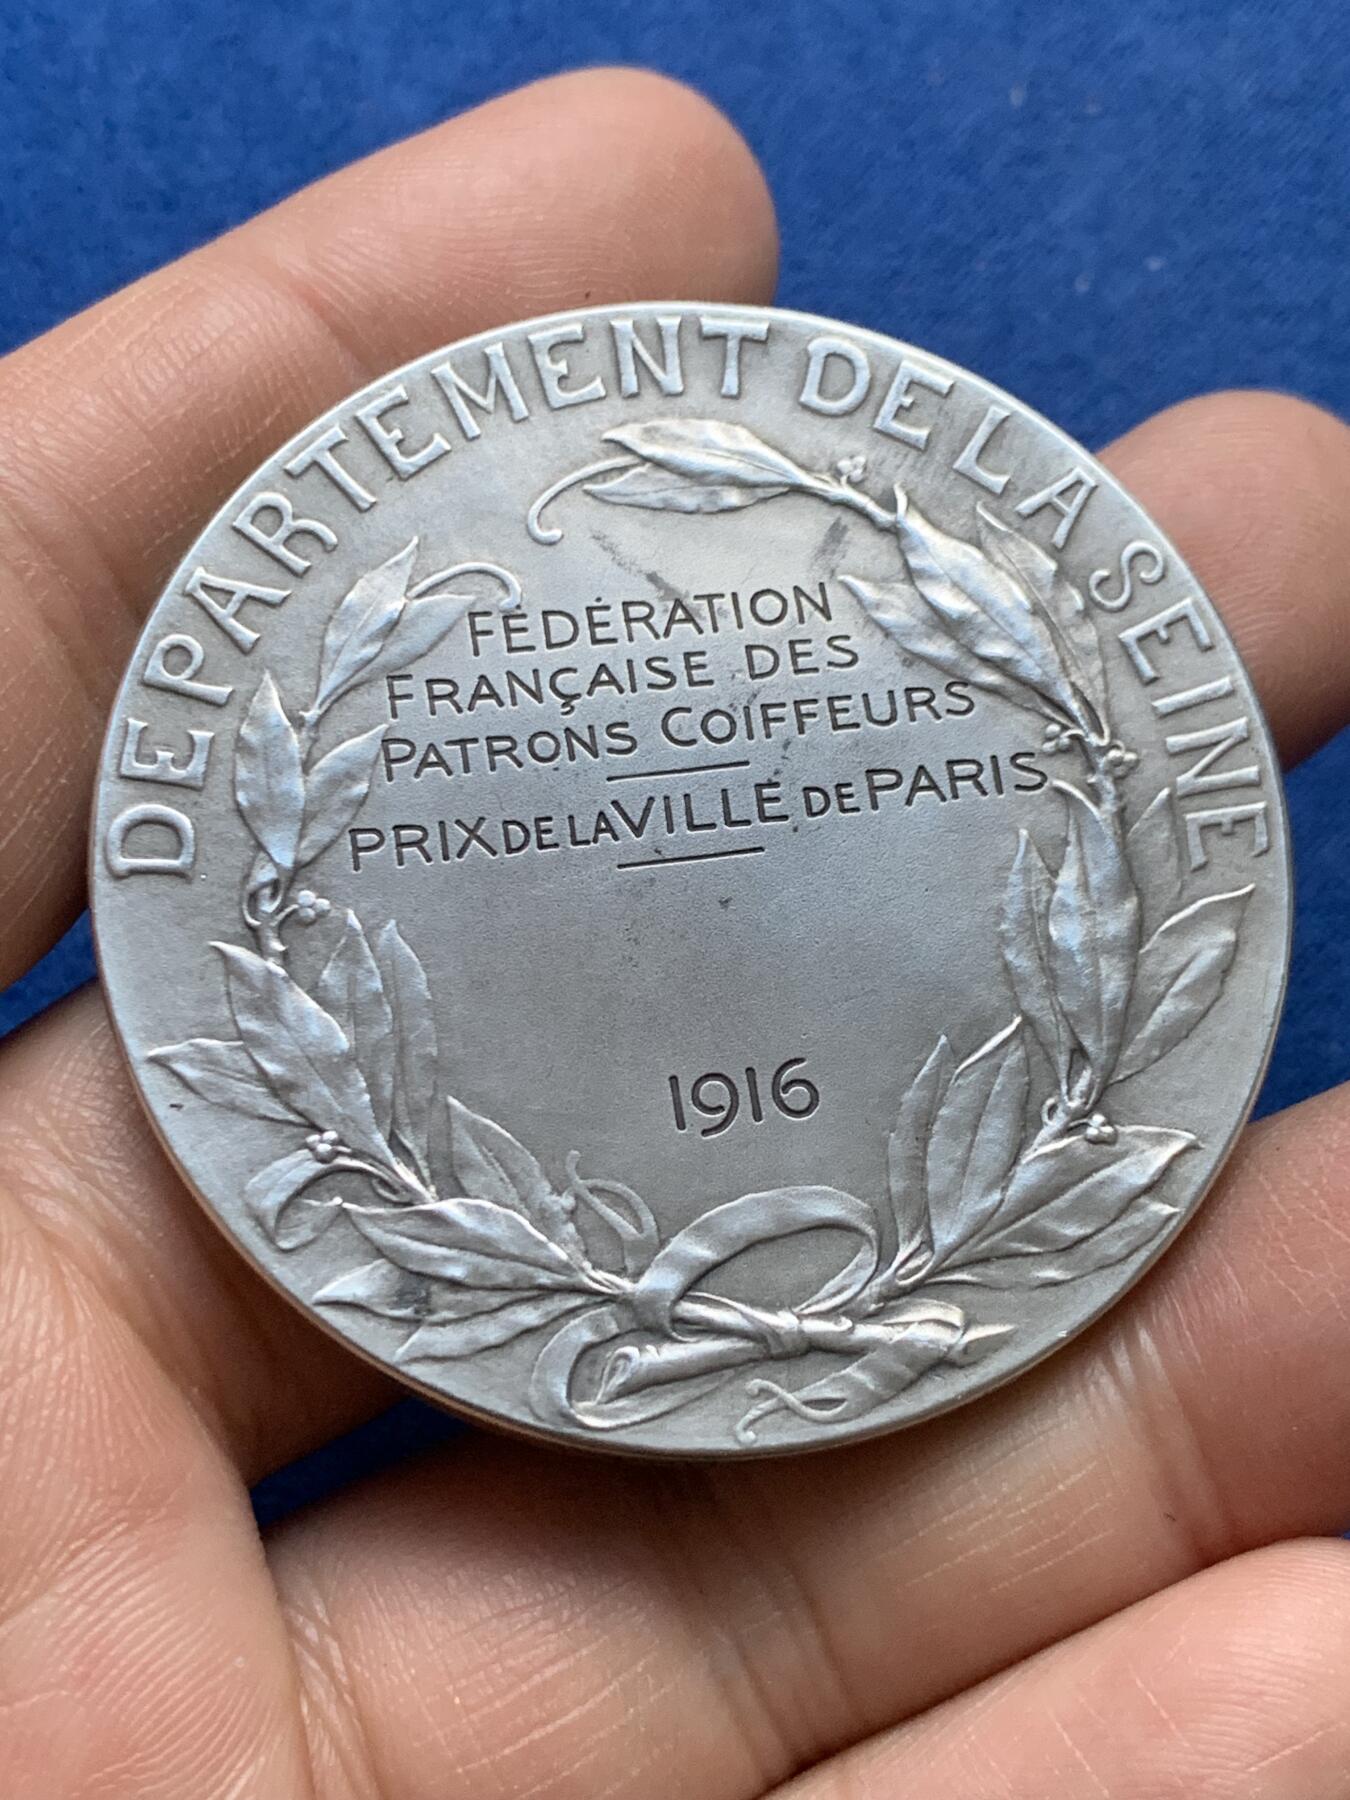 DEPARTEMENT DE LA SEINE
FÉDÉRATION
FRANÇAISE DES
PATRONS COIFFEURS
PRIX DE LA VILLE DE PARIS
1916